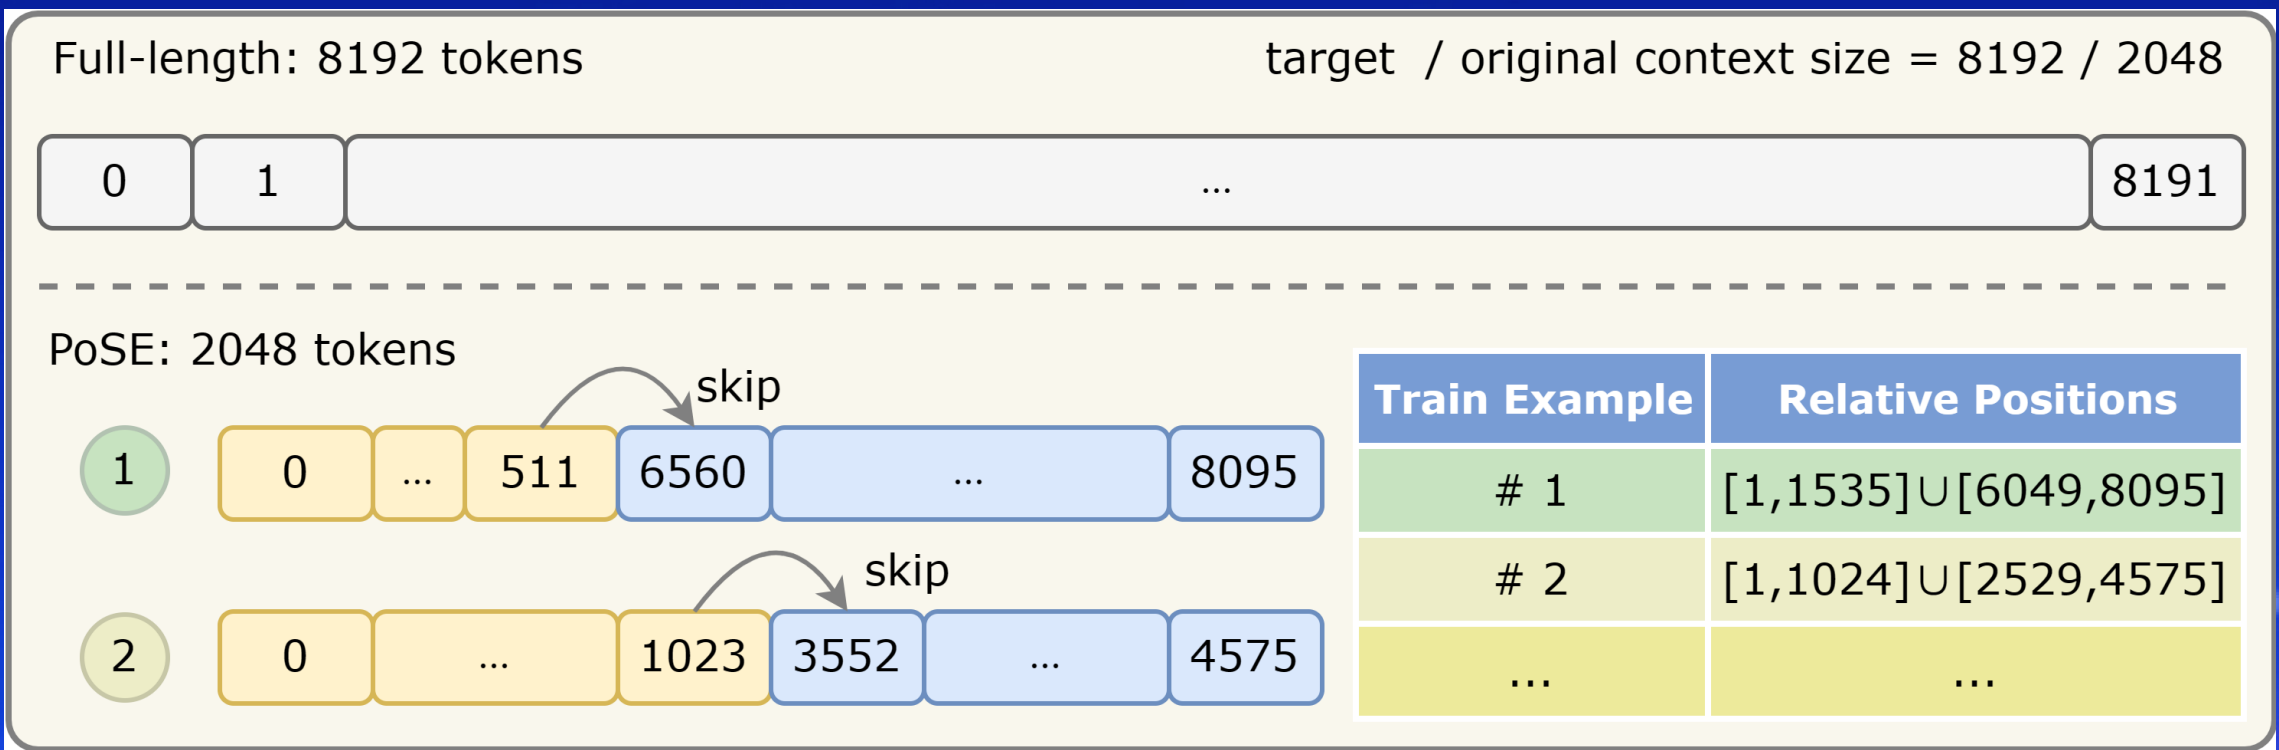 Full-length: 8192 tokens
target / original context size = 8192 / 2048
0 1 ... 8191
PoSE: 2048 tokens
skip
1 0 ... 511 6560 ... 8095
skip
2 0 ... 1023 3552 ... 4575
Train Example Relative Positions
# 1 [1,1535]∪[6049,8095]
# 2 [1,1024]∪[2529,4575]
... ...